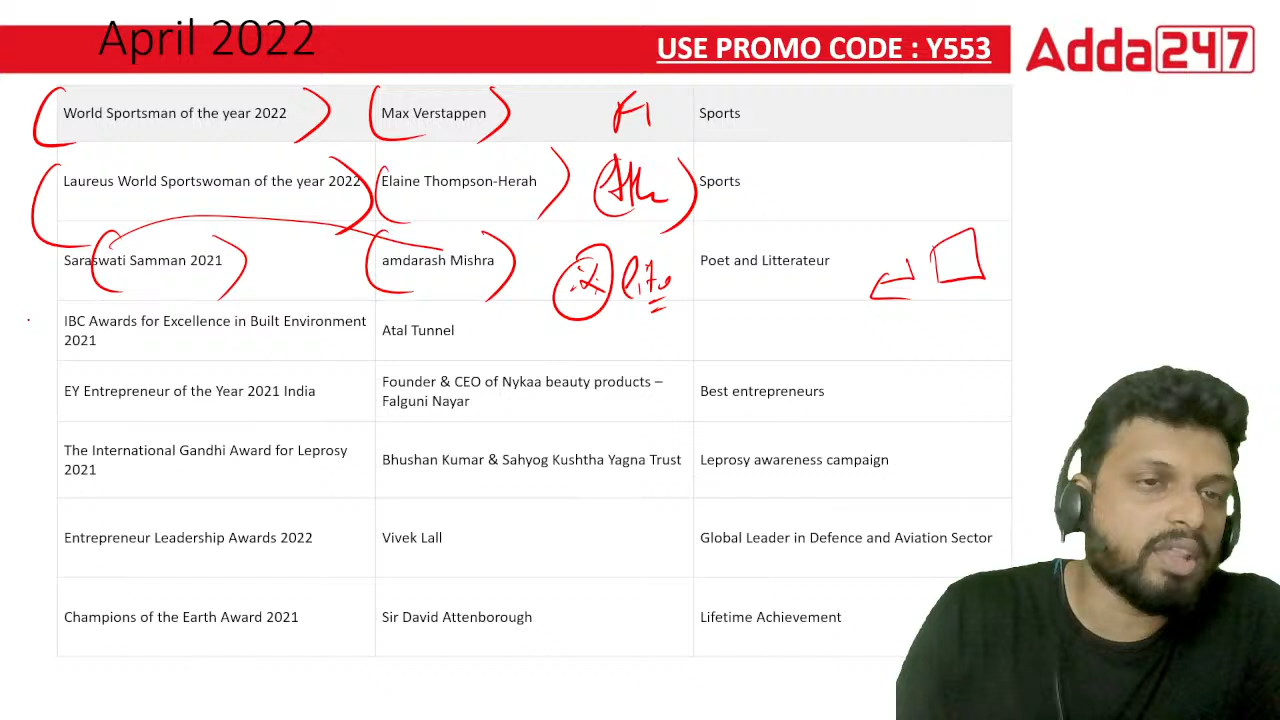 April 2022
USE PROMO CODE : Y553
Adda247
World Sportsman of the year 2022 Max Verstappen F1 Sports
Laureus World Sportswoman of the year 2022 Elaine Thompson-Herah Ath Sports
Saraswati Samman 2021 amdarash Mishra Poet and Litterateur
IBC Awards for Excellence in Built Environment
2021
Atal Tunnel
EY Entrepreneur of the Year 2021 India
Founder & CEO of Nykaa beauty products –
Falguni Nayar
Best entrepreneurs
The International Gandhi Award for Leprosy
2021
Bhushan Kumar & Sahyog Kushtha Yagna Trust
Leprosy awareness campaign
Entrepreneur Leadership Awards 2022 Vivek Lall Global Leader in Defence and Aviation Sector
Champions of the Earth Award 2021 Sir David Attenborough Lifetime Achievement